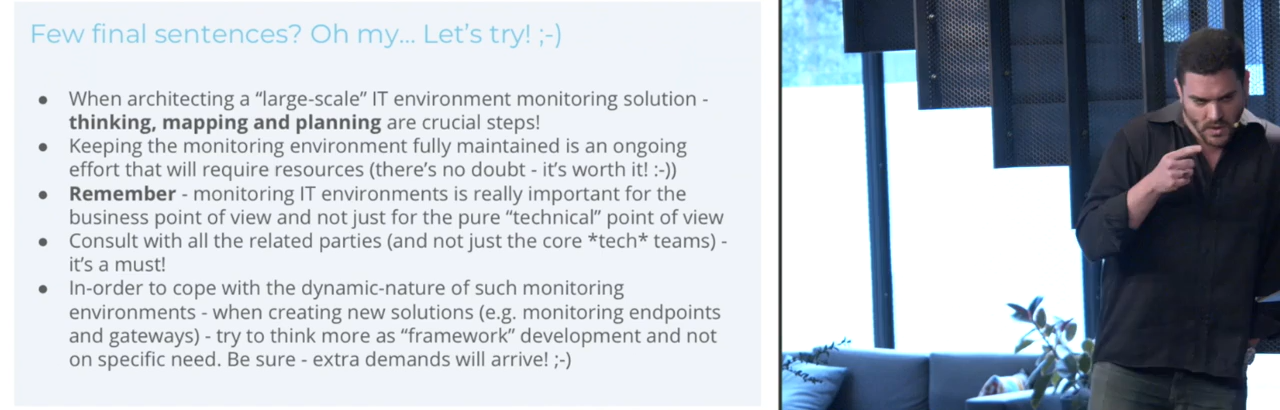 Few final sentences? Oh my... Let's try! ;-)
● When architecting a “large-scale” IT environment monitoring solution -
thinking, mapping and planning are crucial steps!
● Keeping the monitoring environment fully maintained is an ongoing
effort that will require resources (there’s no doubt - it’s worth it! :-))
● Remember - monitoring IT environments is really important for the
business point of view and not just for the pure “technical” point of view
● Consult with all the related parties (and not just the core *tech* teams) -
it’s a must!
● In-order to cope with the dynamic-nature of such monitoring
environments - when creating new solutions (e.g. monitoring endpoints
and gateways) - try to think more as “framework” development and not
on specific need. Be sure - extra demands will arrive! ;-)